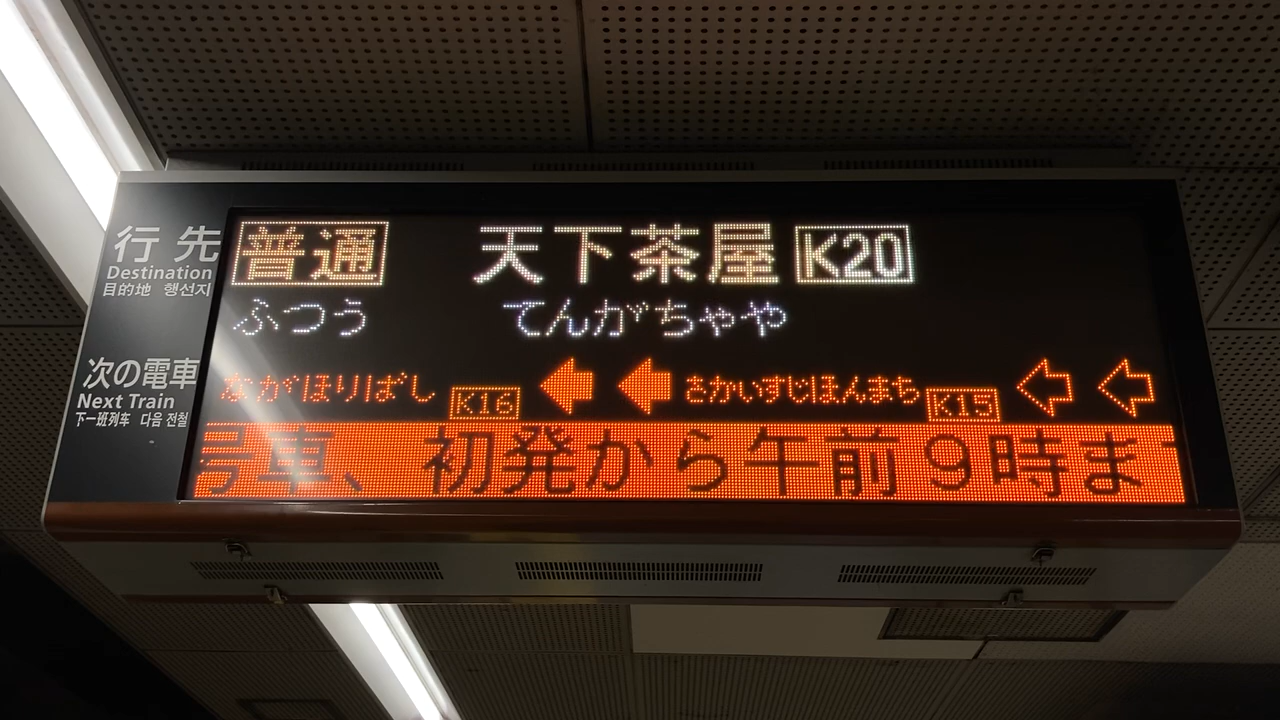 行先
Destination
目的地 행선지
普通 天下茶屋 K20
ふつう てんがちゃや
次の電車
Next Train
下一班列车 다음 전철
ながほりばし K16 さかいすじほんまち K15
号車、 初発から午前9時ま